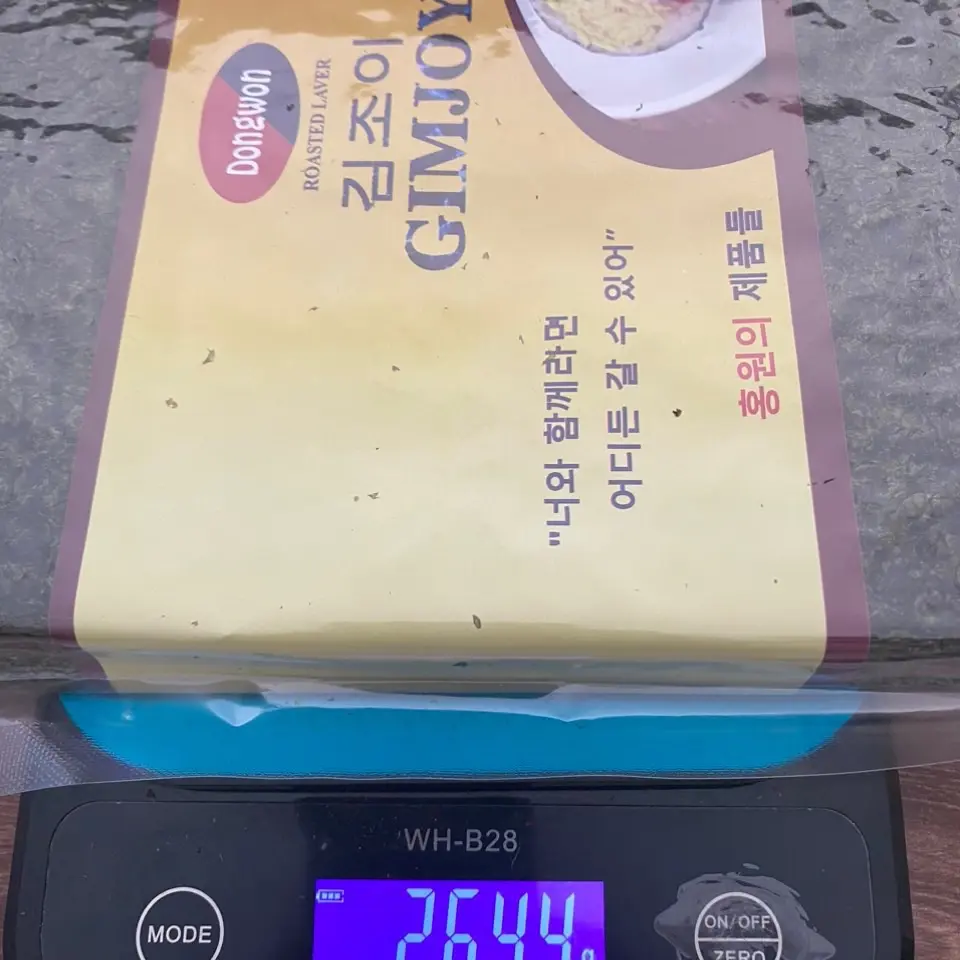 Dongwon
ROASTED LAVER
김조이
GIMJOY
"너와 함께라면
어디든 갈 수 있어"
홍원의 제품들
WH-B28
MODE
2644 g
ON/OFF
ZERO